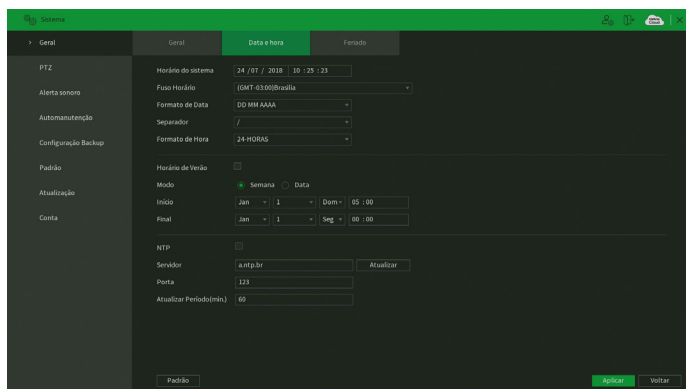 Sistema
Geral
PTZ
Alerta sonoro
Automanutenção
Configuração Backup
Padrão
Atualização
Conta
Geral Data e hora Feriado
Horário do sistema 24 / 07 / 2018 10 : 25 : 23
Fuso Horário (GMT-03:00)Brasília
Formato de Data DD MM AAAA
Separador /
Formato de Hora 24-HORAS
Horário de Verão
Modo Semana Data
Início Jan 1 Dom 05 : 00
Final Jan 1 Seg 00 : 00
NTP
Servidor a.ntp.br Atualizar
Porta 123
Atualizar Período(min.) 60
Padrão Aplicar Voltar